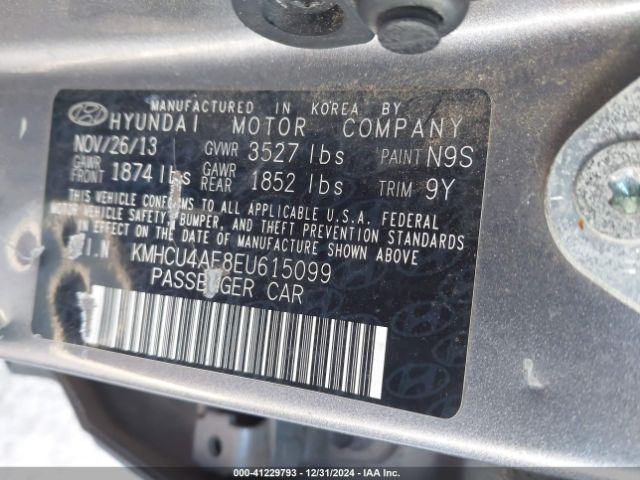 MANUFACTURED IN KOREA BY
HYUNDAI MOTOR COMPANY
NOV/26/13 GVWR 3527 lbs PAINT N9S
GAWR FRONT 1874 lbs GAWR REAR 1852 lbs TRIM 9Y
THIS VEHICLE CONFORMS TO ALL APPLICABLE U.S.A. FEDERAL
MOTOR VEHICLE SAFETY, BUMPER, AND THEFT PREVENTION STANDARDS
IN EFFECT ON THE DATE OF MANUFACTURE SHOWN ABOVE
V.I.N KMHCU4AE8EU615099
PASSENGER CAR
000-41229793 - 12/31/2024 - IAA Inc.